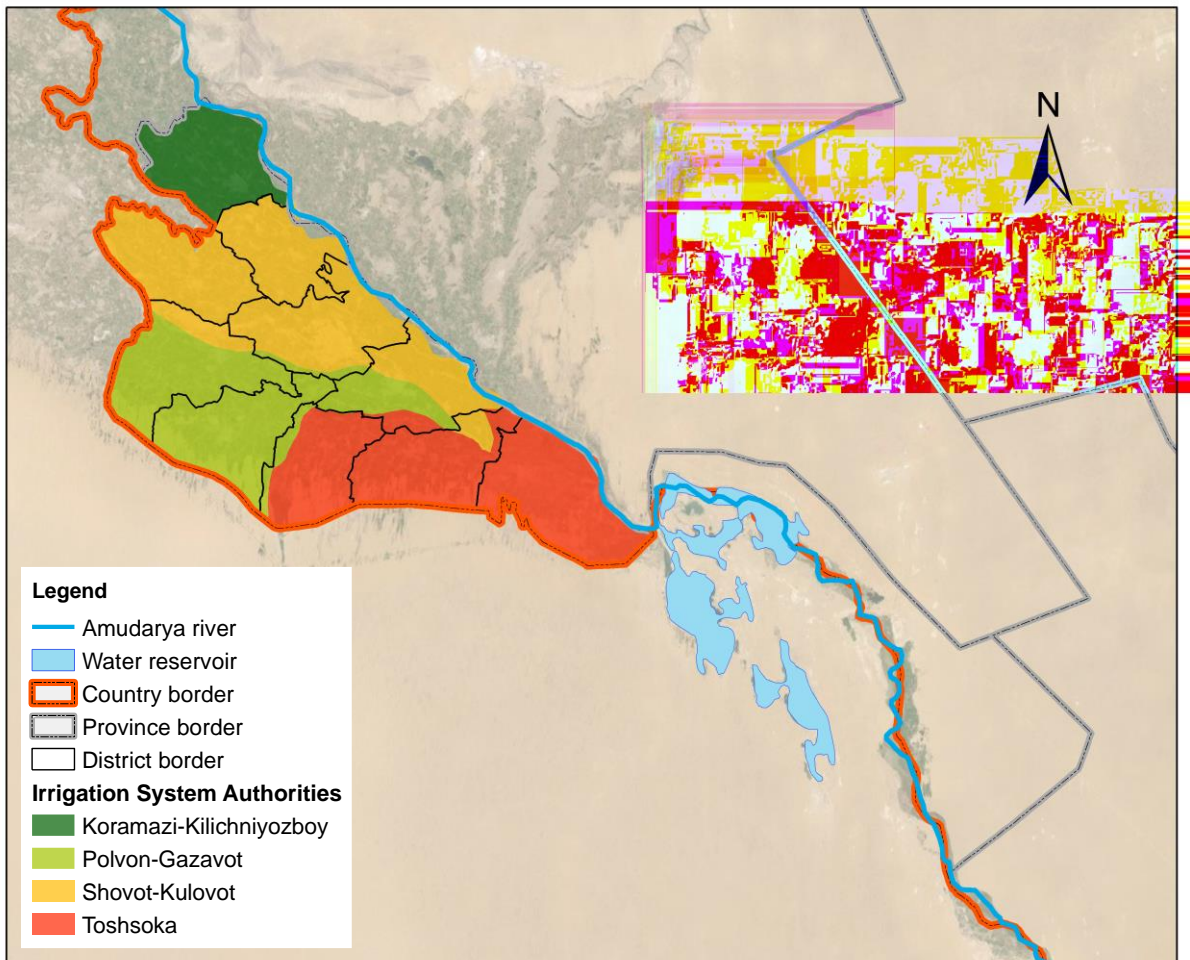 N
Legend
Amudarya river
Water reservoir
Country border
Province border
District border
Irrigation System Authorities
Koramazi-Kilichniyozboy
Polvon-Gazavot
Shovot-Kulovot
Toshsoka